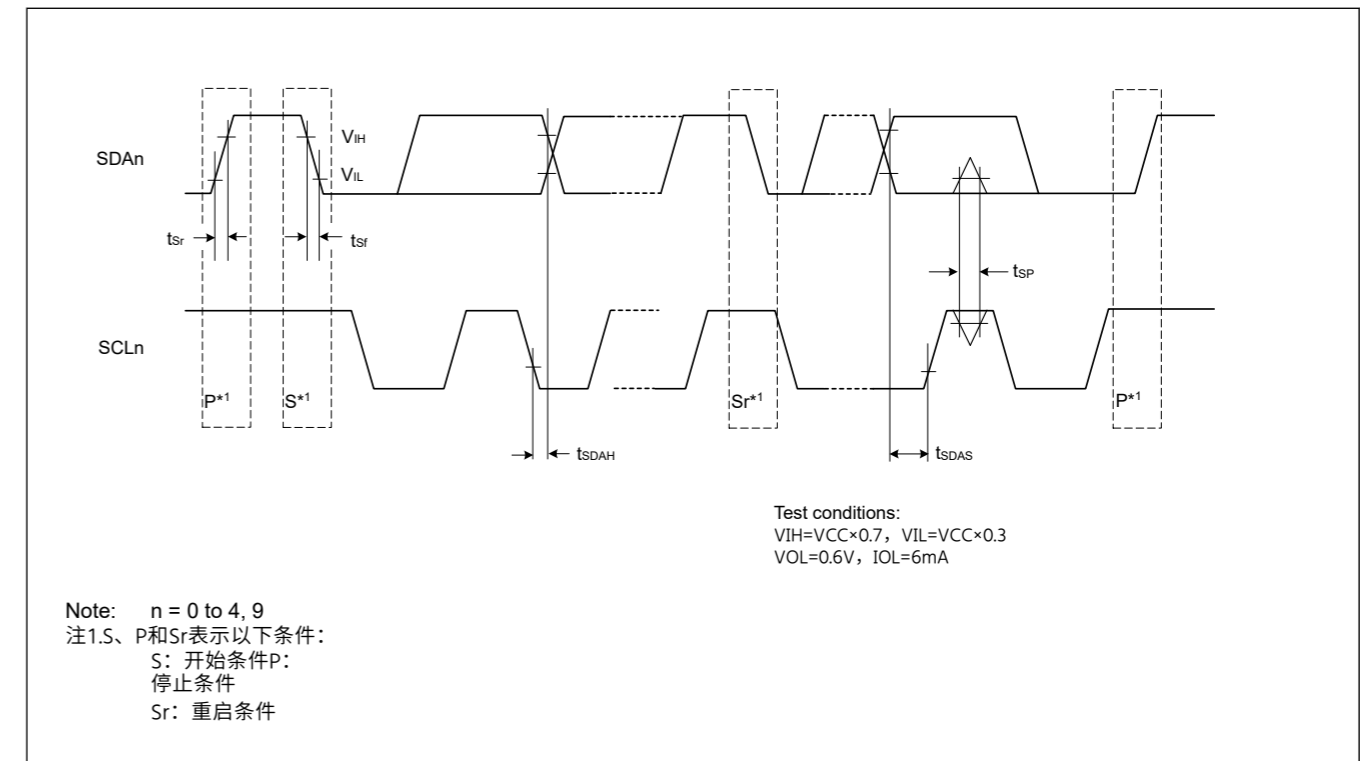 SDAn
VIH
VIL
tSr
tSf
tSP
SCLn
P*1
S*1
Sr*1
P*1
tSDAH
tSDAS
Test conditions:
VIH=VCC×0.7，VIL=VCC×0.3
VOL=0.6V，IOL=6mA
Note: n = 0 to 4, 9
注1.S、P和Sr表示以下条件：
S：开始条件P：
停止条件
Sr：重启条件